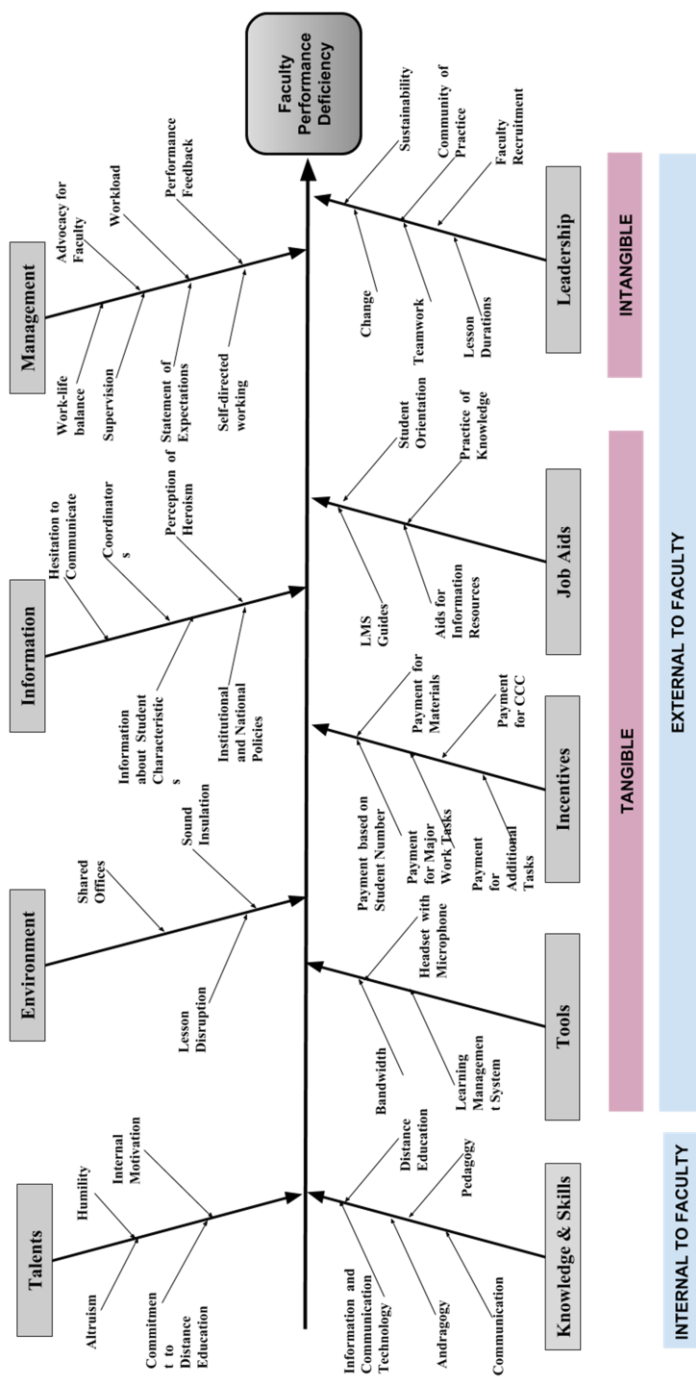 Talents
Environment
Information
Management
Altruism
Humility
Commitmen
t to
Distance
Education
Internal
Motivation
Shared
Offices
Lesson
Disruption
Sound
Insulation
Hesitation to
Communicate
Coordinator
s
Perception of
Heroism
Information
about Student
Characteristic
s
Institutional
and National
Policies
Work-life
balance
Advocacy for
Faculty
Supervision
Workload
Statement of
Expectations
Performance
Feedback
Self-directed
working
Faculty
Performance
Deficiency
Information and
Communication
Technology
Distance
Education
Andragogy
Pedagogy
Communication
Bandwidth
Headset with
Microphone
Learning
Managemen
t System
Payment based on
Student Number
Payment for
Materials
Payment
for Major
Work Tasks
Payment
for CCC
Payment
for
Additional
Tasks
LMS
Guides
Student
Orientation
Aids for
Information
Resources
Practice of
Knowledge
Change
Sustainability
Teamwork
Community of
Practice
Lesson
Durations
Faculty
Recruitment
Knowledge & Skills
Tools
Incentives
Job Aids
Leadership
TANGIBLE
INTANGIBLE
INTERNAL TO FACULTY
EXTERNAL TO FACULTY